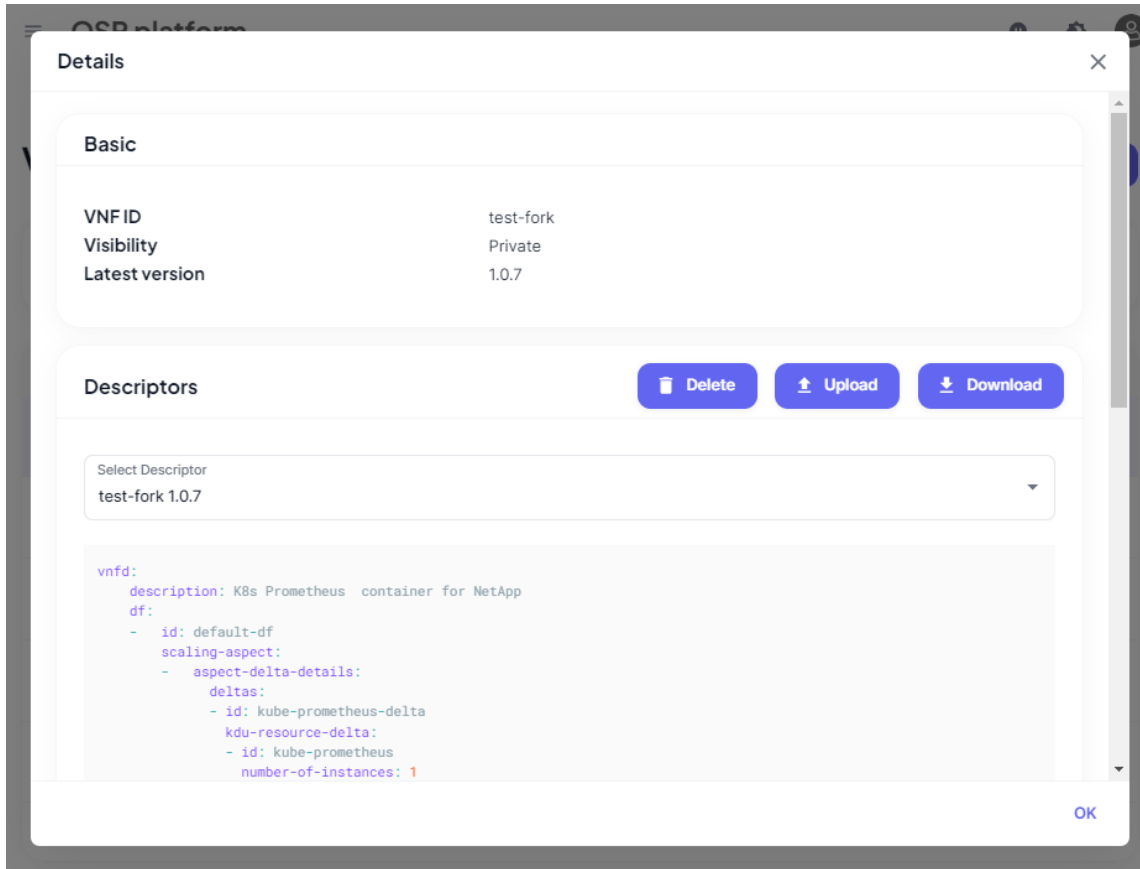 OSP platform
Details
Basic
VNF ID test-fork
Visibility Private
Latest version 1.0.7
Descriptors Delete Upload Download
Select Descriptor
test-fork 1.0.7
vnfd:
    description: K8s Prometheus  container for NetApp
    df:
    -   id: default-df
        scaling-aspect:
        -   aspect-delta-details:
              deltas:
              - id: kube-prometheus-delta
                kdu-resource-delta:
                - id: kube-prometheus
                  number-of-instances: 1
OK